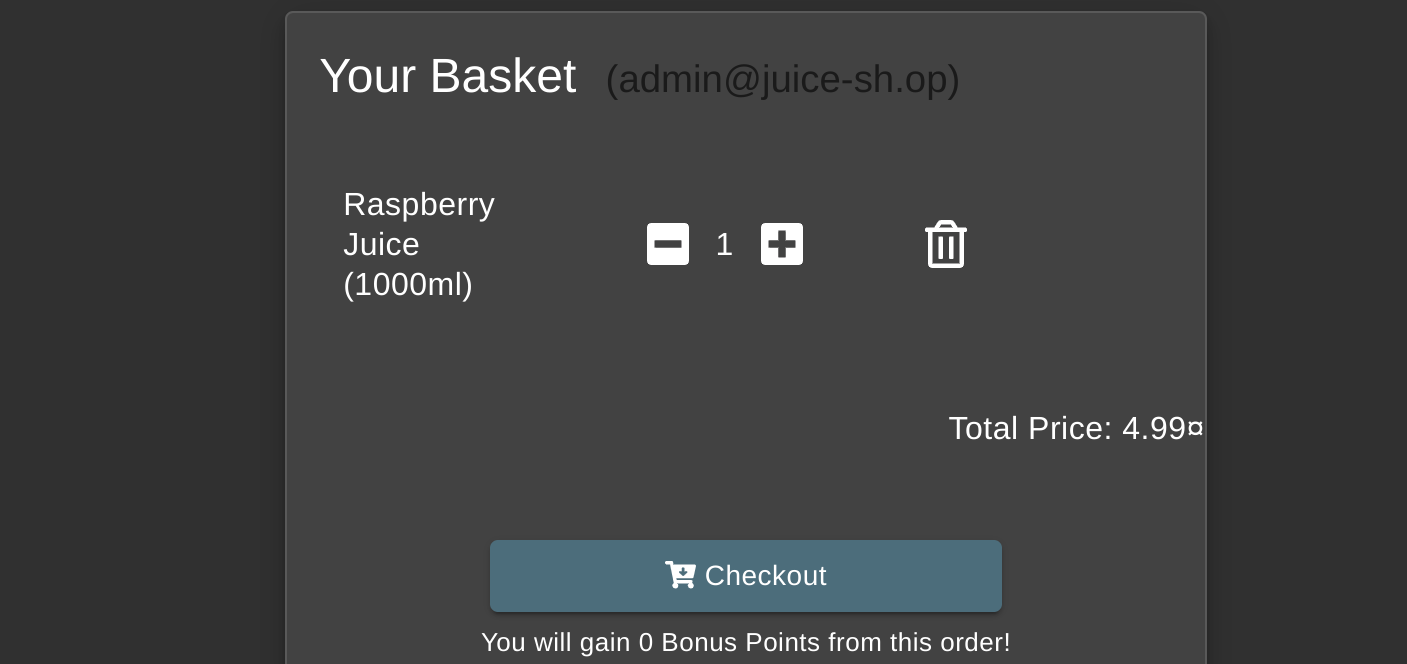 Your Basket (admin@juice-sh.op)
Raspberry
Juice
(1000ml)
1
Total Price: 4.99¤
Checkout
You will gain 0 Bonus Points from this order!